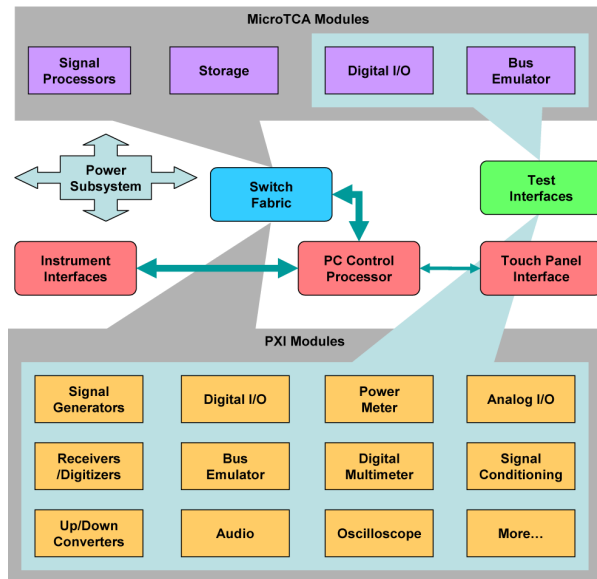 MicroTCA Modules
Signal
Processors
Storage
Digital I/O
Bus
Emulator
Power
Subsystem
Switch
Fabric
Test
Interfaces
Instrument
Interfaces
PC Control
Processor
Touch Panel
Interface
PXI Modules
Signal
Generators
Digital I/O
Power
Meter
Analog I/O
Receivers
/Digitizers
Bus
Emulator
Digital
Multimeter
Signal
Conditioning
Up/Down
Converters
Audio
Oscilloscope
More…